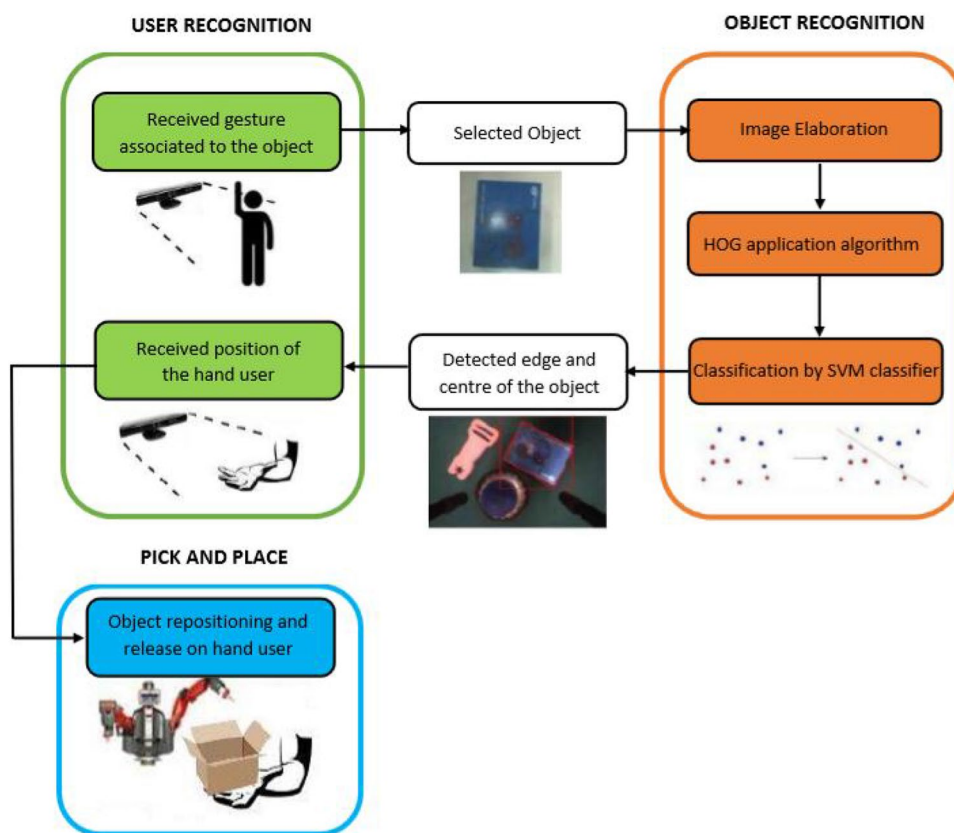 USER RECOGNITION
OBJECT RECOGNITION
Received gesture
associated to the object
Selected Object
Image Elaboration
HOG application algorithm
Received position of
the hand user
Detected edge and
centre of the object
Classification by SVM classifier
PICK AND PLACE
Object repositioning and
release on hand user